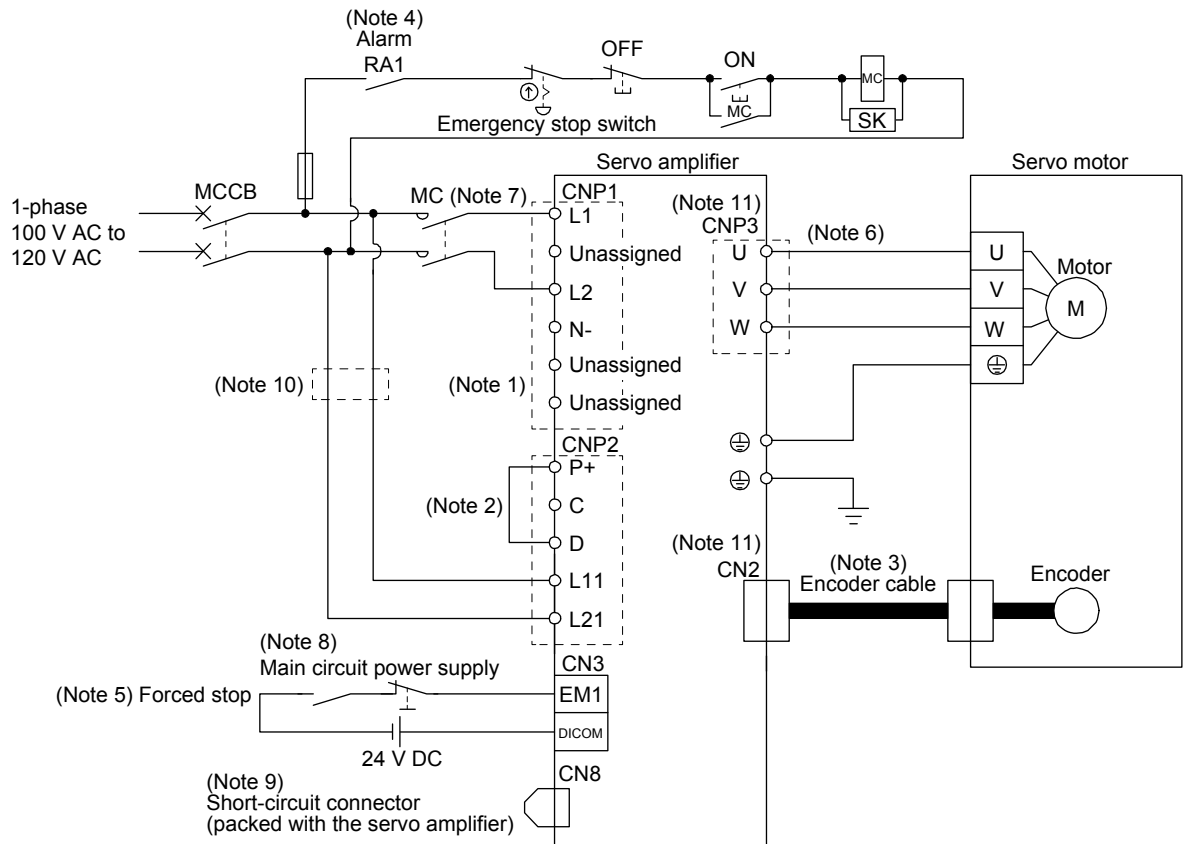 (Note 4)
Alarm
RA1
OFF
ON
MC
MC
SK
Emergency stop switch
Servo amplifier
Servo motor
1-phase
100 V AC to
120 V AC
MCCB
MC (Note 7)
CNP1
L1
Unassigned
L2
N-
Unassigned
Unassigned
(Note 11)
CNP3
U
V
W
(Note 6)
U
V
W
Motor
M
(Note 10)
(Note 1)
CNP2
P+
C
D
L11
L21
(Note 2)
(Note 11)
CN2
(Note 3)
Encoder cable
Encoder
(Note 8)
Main circuit power supply
(Note 5) Forced stop
CN3
EM1
DICOM
24 V DC
CN8
(Note 9)
Short-circuit connector
(packed with the servo amplifier)